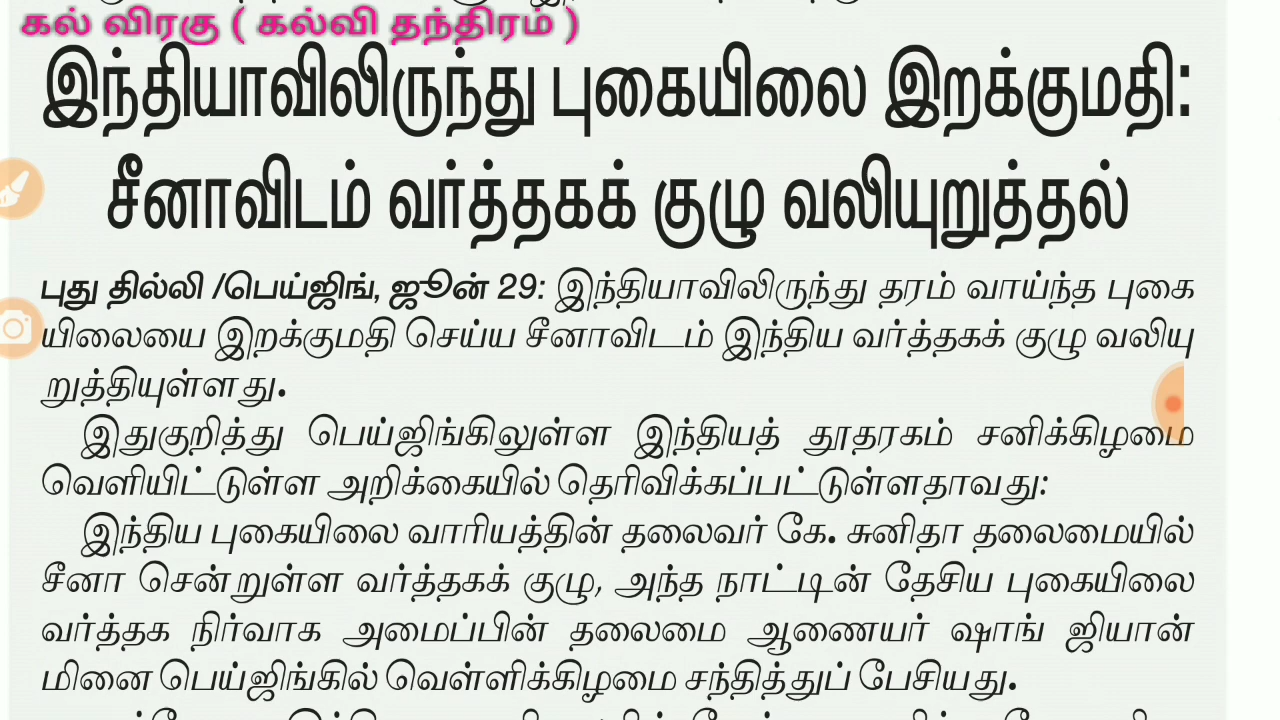 கல் விரகு ( கல்வி தந்திரம் )
இந்தியாவிலிருந்து புகையிலை இறக்குமதி:
சீனாவிடம் வர்த்தகக் குழு வலியுறுத்தல்
புது தில்லி /பெய்ஜிங், ஜூன் 29: இந்தியாவிலிருந்து தரம் வாய்ந்த புகை
யிலையை இறக்குமதி செய்ய சீனாவிடம் இந்திய வர்த்தகக் குழு வலியு
றுத்தியுள்ளது.
இதுகுறித்து பெய்ஜிங்கிலுள்ள இந்தியத் தூதரகம் சனிக்கிழமை
வெளியிட்டுள்ள அறிக்கையில் தெரிவிக்கப்பட்டுள்ளதாவது:
இந்திய புகையிலை வாரியத்தின் தலைவர் கே. சுனிதா தலைமையில்
சீனா சென்றுள்ள வர்த்தகக் குழு, அந்த நாட்டின் தேசிய புகையிலை
வர்த்தக நிர்வாக அமைப்பின் தலைமை ஆணையர் ஷாங் ஜியான்
மினை பெய்ஜிங்கில் வெள்ளிக்கிழமை சந்தித்துப் பேசியது.